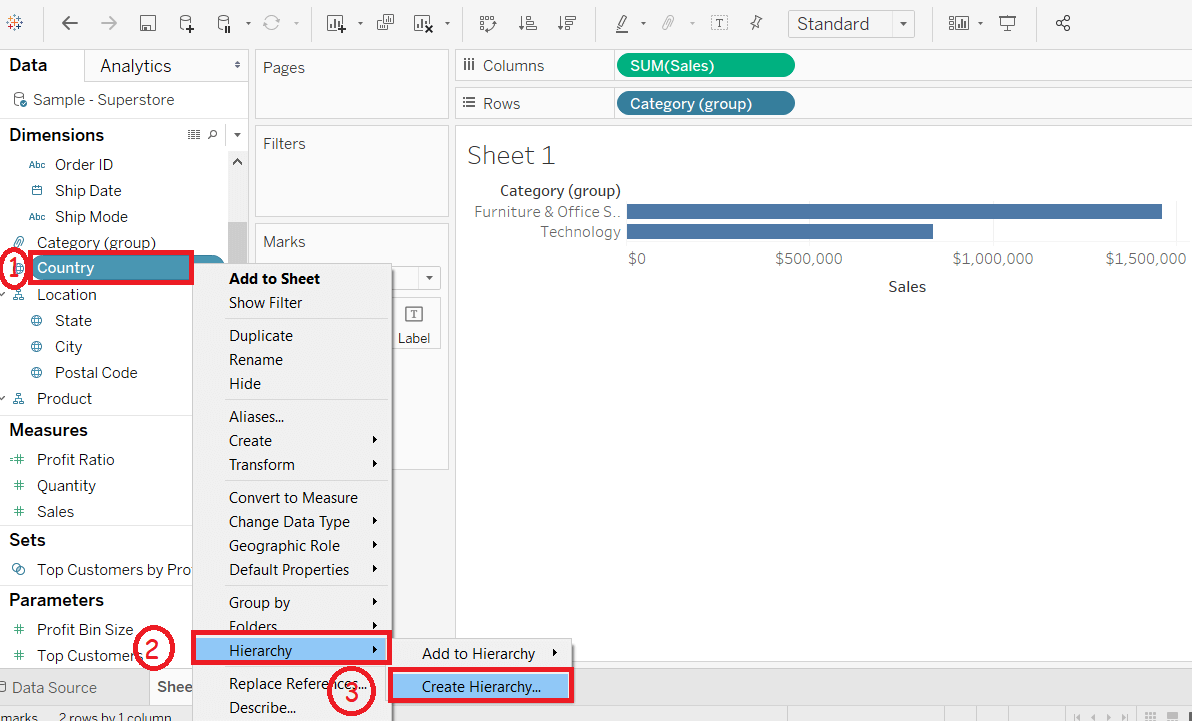 Standard
Data
Analytics
Sample - Superstore
Dimensions
Abc Order ID
Ship Date
Abc Ship Mode
Category (group)
1 Country
Location
State
City
Postal Code
Product
Measures
Profit Ratio
Quantity
Sales
Sets
Top Customers by Pro
Parameters
Profit Bin Size
Top Customers
2
Data Source
Shee
marks
2 rows by 1 column
Pages
Filters
Marks
T
Label
Add to Sheet
Show Filter
Duplicate
Rename
Hide
Aliases...
Create
Transform
Convert to Measure
Change Data Type
Geographic Role
Default Properties
Group by
Folders
Hierarchy
Replace References...
Describe...
3
Add to Hierarchy
Create Hierarchy...
Columns
SUM(Sales)
Rows
Category (group)
Sheet 1
Category (group)
Furniture & Office S..
Technology
$0 $500,000 $1,000,000 $1,500,000
Sales